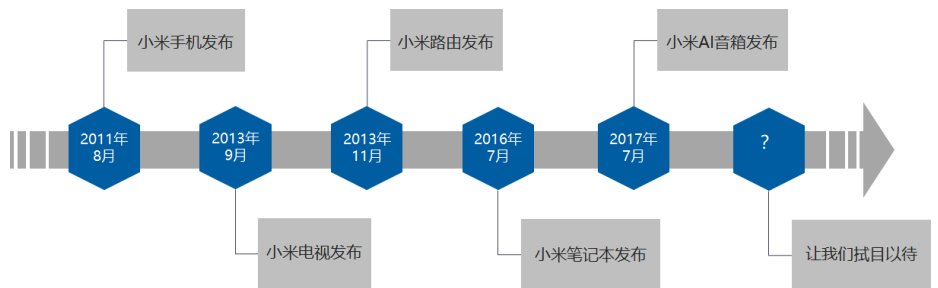 小米手机发布
小米路由发布
小米AI音箱发布
2011年
8月
2013年
9月
2013年
11月
2016年
7月
2017年
7月
?
小米电视发布
小米笔记本发布
让我们拭目以待